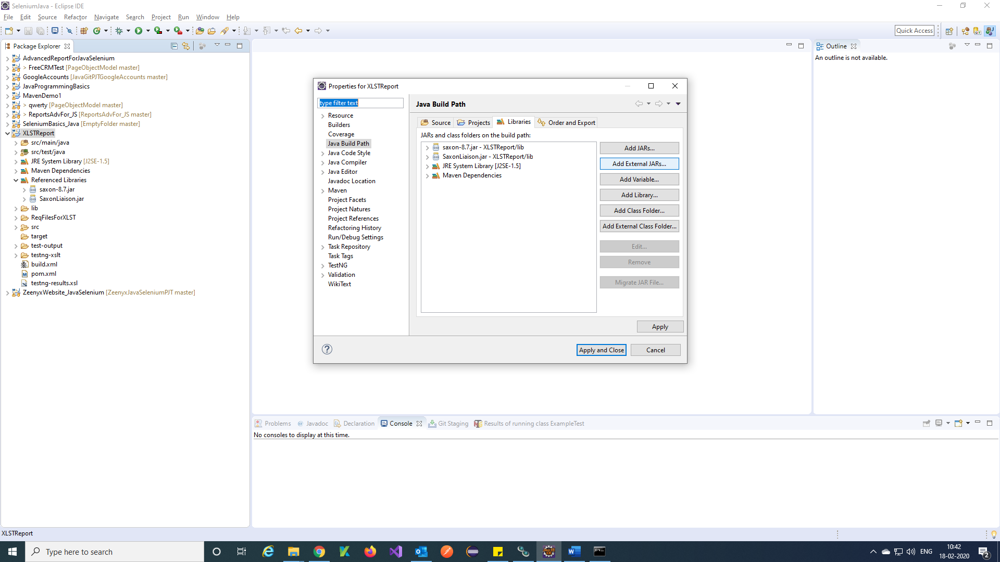 SeleniumJava - Eclipse IDE
File Edit Source Refactor Navigate Search Project Run Window Help
Quick Access
Package Explorer
AdvancedReportForJavaSelenium
> FreeCRMTest [PageObjectModel master]
GoogleAccounts [JavaGitPJTGoogleAccounts master]
JavaProgrammingBasics
MavenDemo1
> qwerty [PageObjectModel master]
> ReportsAdvFor_JS [ReportsAdvFor_JS master]
SeleniumBasics_Java [EmptyFolder master]
XLSTReport
src/main/java
src/test/java
JRE System Library [J2SE-1.5]
Maven Dependencies
Referenced Libraries
saxon-8.7.jar
SaxonLiaison.jar
lib
ReqFilesForXLST
src
target
test-output
testng-xslt
build.xml
pom.xml
testng-results.xsl
ZeenyxWebsite_JavaSelenium [ZeenyxJavaSeleniumPJT master]
Properties for XLSTReport
type filter text
Resource
Builders
Coverage
Java Build Path
Java Code Style
Java Compiler
Java Editor
Javadoc Location
Maven
Project Facets
Project Natures
Project References
Refactoring History
Run/Debug Settings
Task Repository
Task Tags
TestNG
Validation
WikiText
Java Build Path
Source Projects Libraries Order and Export
JARs and class folders on the build path:
saxon-8.7.jar - XLSTReport/lib
SaxonLiaison.jar - XLSTReport/lib
JRE System Library [J2SE-1.5]
Maven Dependencies
Add JARs...
Add External JARs...
Add Variable...
Add Library...
Add Class Folder...
Add External Class Folder...
Edit...
Remove
Migrate JAR File...
Apply
Apply and Close
Cancel
Outline
An outline is not available.
Problems @ Javadoc Declaration Console Git Staging Results of running class ExampleTest
No consoles to display at this time.
XLSTReport
Type here to search
ENG
10:42
18-02-2020
2